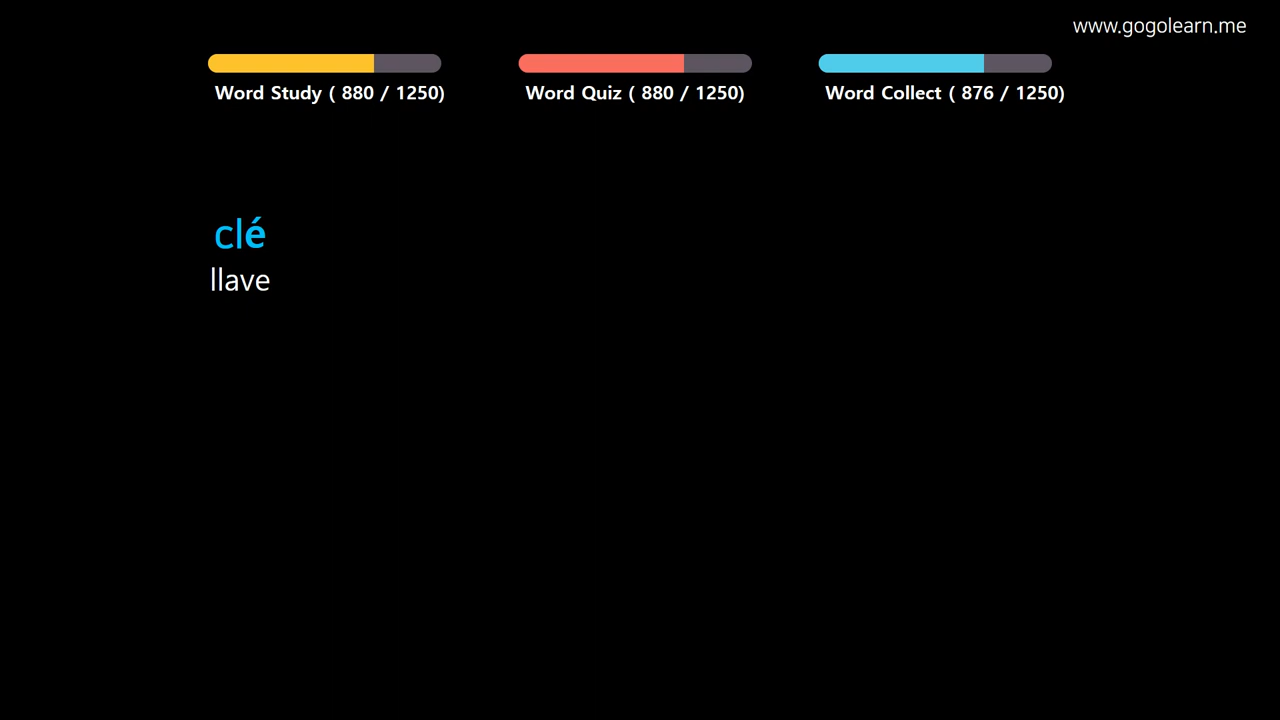 www.gogolearn.me
Word Study ( 880 / 1250)
Word Quiz ( 880 / 1250)
Word Collect ( 876 / 1250)
clé
llave